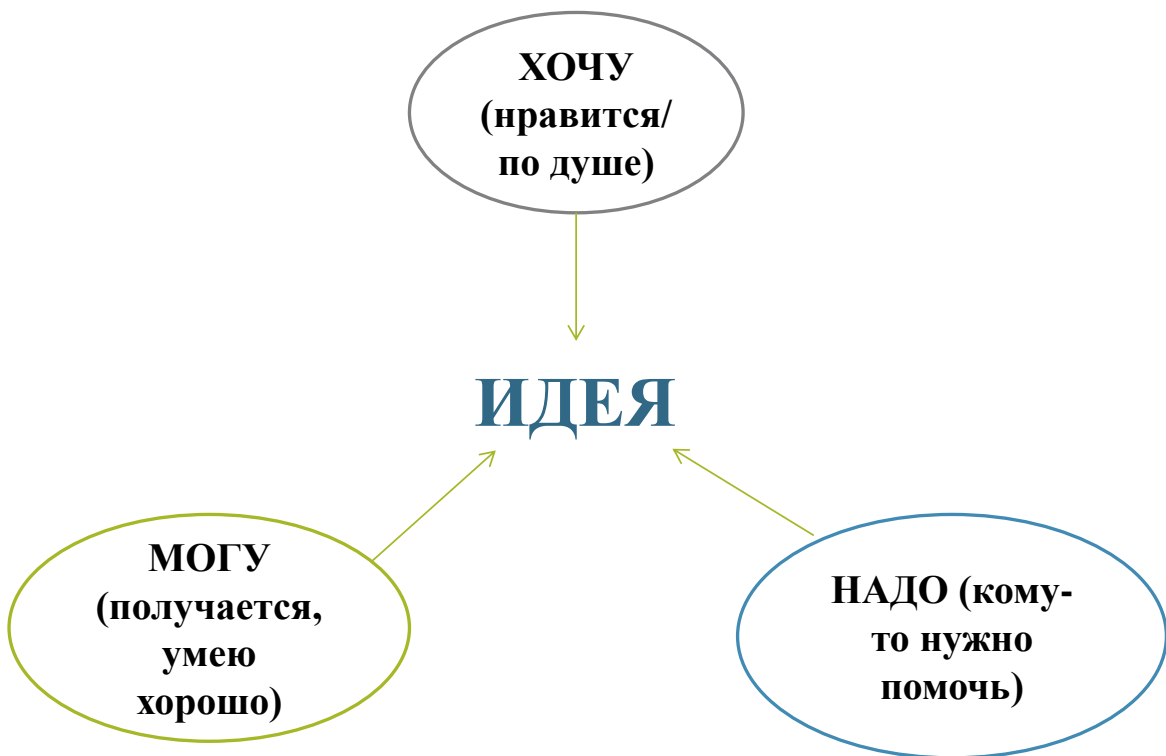 ХОЧУ
(нравится/
по душе)
ИДЕЯ
МОГУ
(получается,
умею
хорошо)
НАДО (кому-
то нужно
помочь)